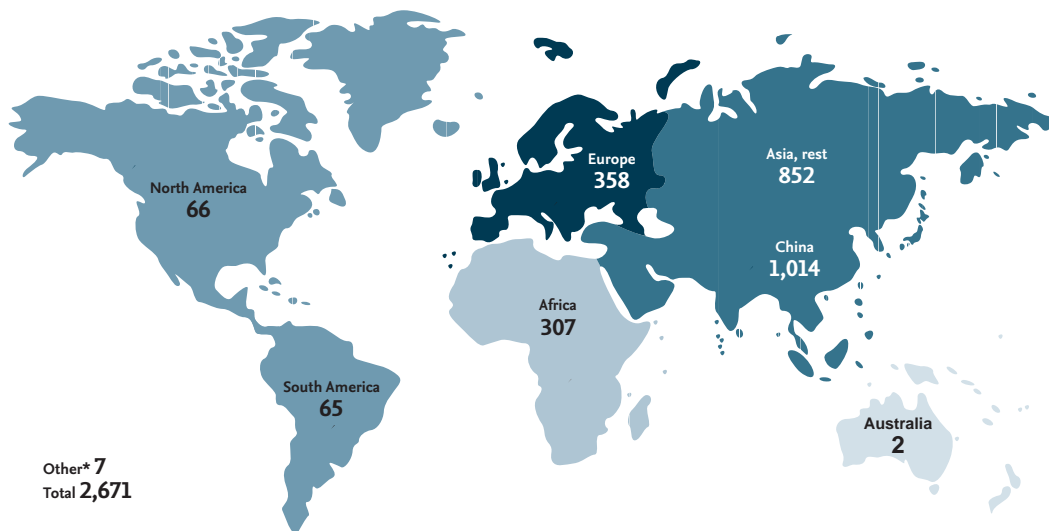 Europe
358
Asia, rest
852
North America
66
China
1,014
Africa
307
South America
65
Australia
2
Other* 7
Total 2,671